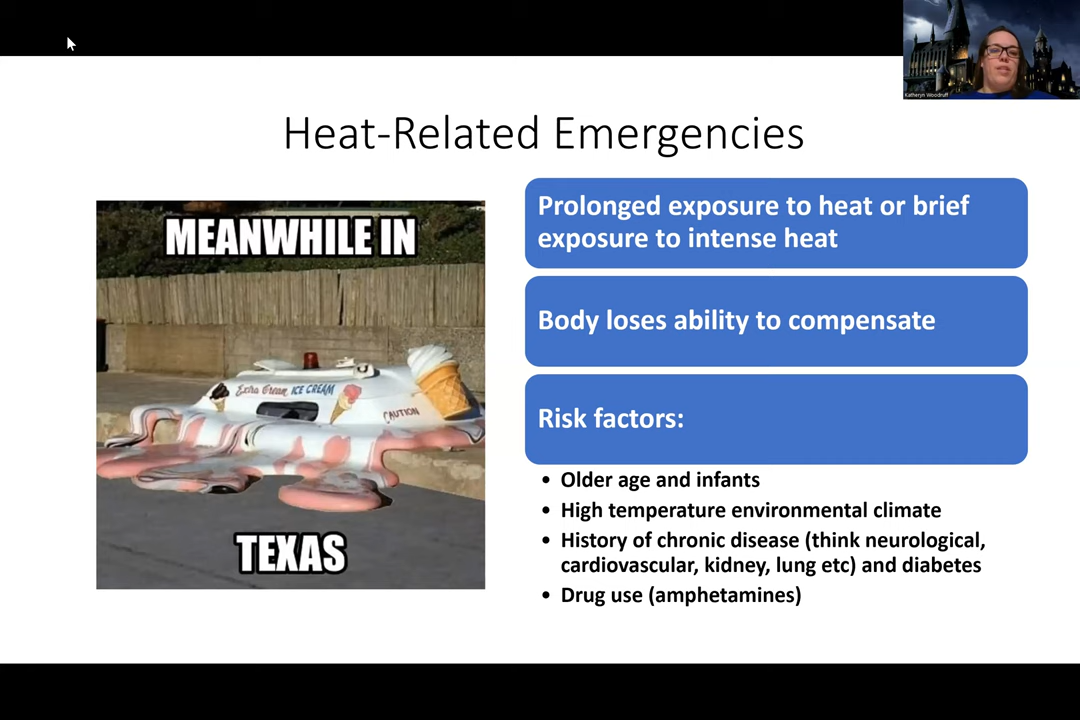 Katheryn Woodruff
Heat-Related Emergencies
MEANWHILE IN
Extra Cream ICE CREAM
CAUTION
TEXAS
Prolonged exposure to heat or brief
exposure to intense heat
Body loses ability to compensate
Risk factors:
• Older age and infants
• High temperature environmental climate
• History of chronic disease (think neurological,
cardiovascular, kidney, lung etc) and diabetes
• Drug use (amphetamines)